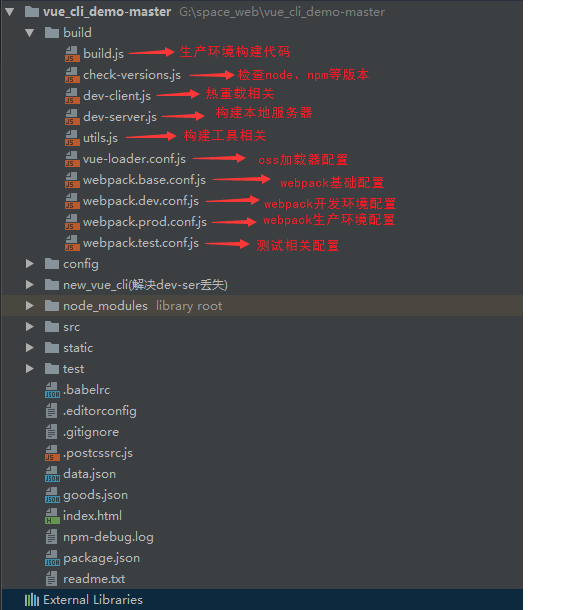 vue_cli_demo-master G:\space_web\vue_cli_demo-master
build
build.js 生产环境构建代码
check-versions.js 检查node、npm等版本
dev-client.js 热重载相关
dev-server.js 构建本地服务器
utils.js 构建工具相关
vue-loader.conf.js css加载器配置
webpack.base.conf.js webpack基础配置
webpack.dev.conf.js webpack开发环境配置
webpack.prod.conf.js webpack生产环境配置
webpack.test.conf.js 测试相关配置
config
new_vue_cli(解决dev-ser丢失)
node_modules library root
src
static
test
.babelrc
.editorconfig
.gitignore
.postcssrc.js
data.json
goods.json
index.html
npm-debug.log
package.json
readme.txt
External Libraries